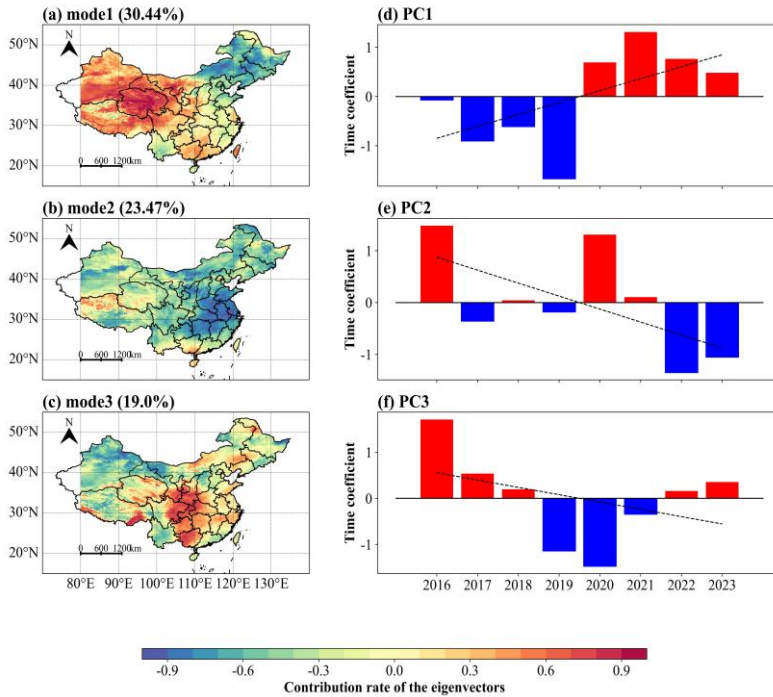 (a) mode1 (30.44%)
50°N
40°N
30°N
20°N
N
0 600 1200km
(d) PC1
Time coefficient
1
0
-1
(b) mode2 (23.47%)
50°N
40°N
30°N
20°N
N
0 600 1200km
(e) PC2
Time coefficient
1
0
-1
(c) mode3 (19.0%)
50°N
40°N
30°N
20°N
N
0 600 1200km
80°E 90°E 100°E 110°E 120°E 130°E
(f) PC3
Time coefficient
1
0
-1
2016 2017 2018 2019 2020 2021 2022 2023
-0.9 -0.6 -0.3 0.0 0.3 0.6 0.9
Contribution rate of the eigenvectors